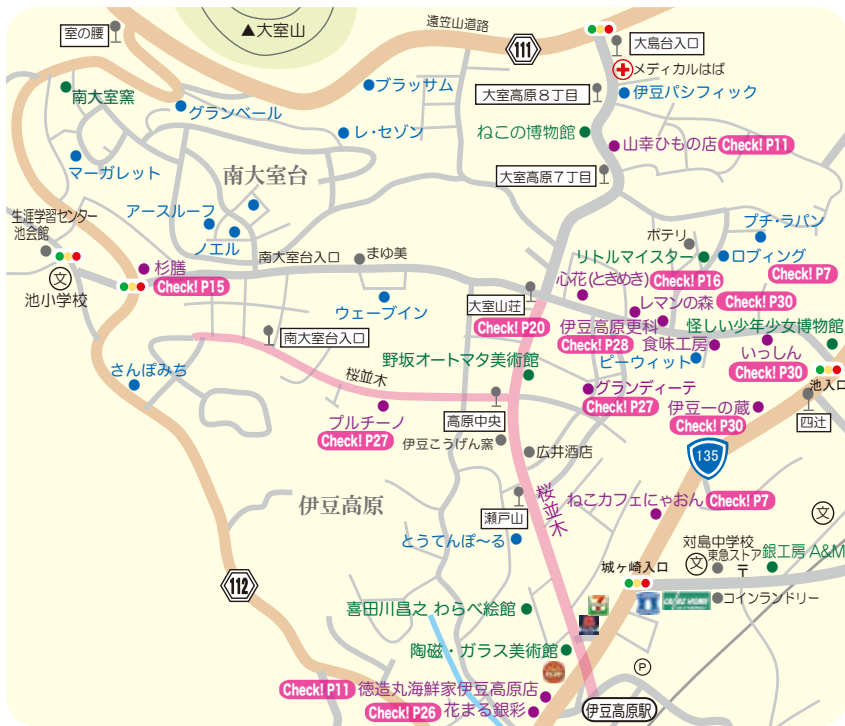 室の腰
▲大室山
遠笠山道路
111
大島台入口
メディカルはば
南大室窯
グランベール
ブラッサム
大室高原8丁目
伊豆パシフィック
レ・セゾン
ねこの博物館
山幸ひもの店 Check! P11
マーガレット
南大室台
大室高原7丁目
アースルーフ
ノエル
生涯学習センター
池会館
文
池小学校
杉膳
Check! P15
南大室台入口
まゆ美
ポテリ
プチ・ラパン
リトルマイスター
ロブィング
Check! P7
心花(ときめき) Check! P16
大室山荘
Check! P20
ウェーブイン
レマンの森 Check! P30
伊豆高原更科
Check! P28
食味工房
怪しい少年少女博物館
ピーウィット
いっしん
Check! P30
南大室台入口
野坂オートマタ美術館
さんぽみち
桜並木
グランディーテ
Check! P27
池入口
プルチーノ
Check! P27
高原中央
伊豆一の蔵
Check! P30
四辻
伊豆こうげん窯
広井酒店
135
伊豆高原
瀬戸山
桜並木
ねこカフェにゃおん Check! P7
文
とうてんぽ～る
対島中学校
文
東急ストア
〒
銀工房 A&M
城ヶ崎入口
112
コインランドリー
喜田川昌之 わらべ絵館
陶磁・ガラス美術館
P
Check! P11 徳造丸海鮮家伊豆高原店
Check! P26 花まる銀彩
伊豆高原駅